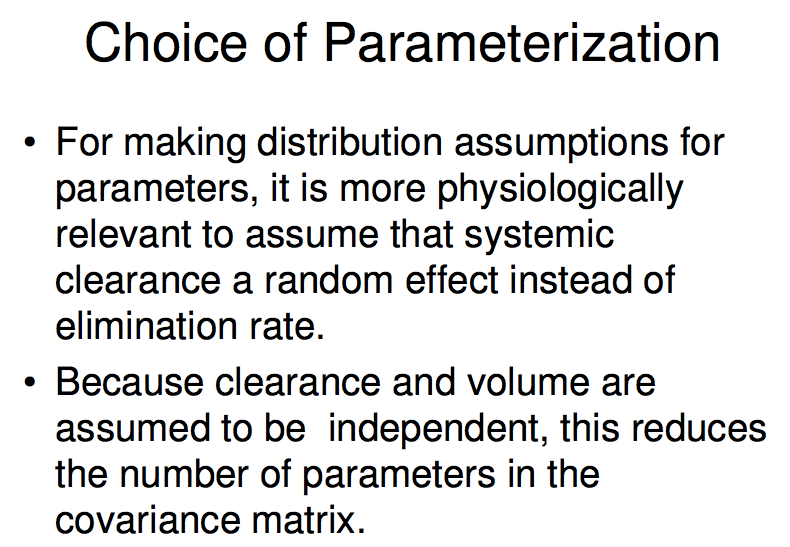 Choice of Parameterization
• For making distribution assumptions for
parameters, it is more physiologically
relevant to assume that systemic
clearance a random effect instead of
elimination rate.
• Because clearance and volume are
assumed to be  independent, this reduces
the number of parameters in the
covariance matrix.